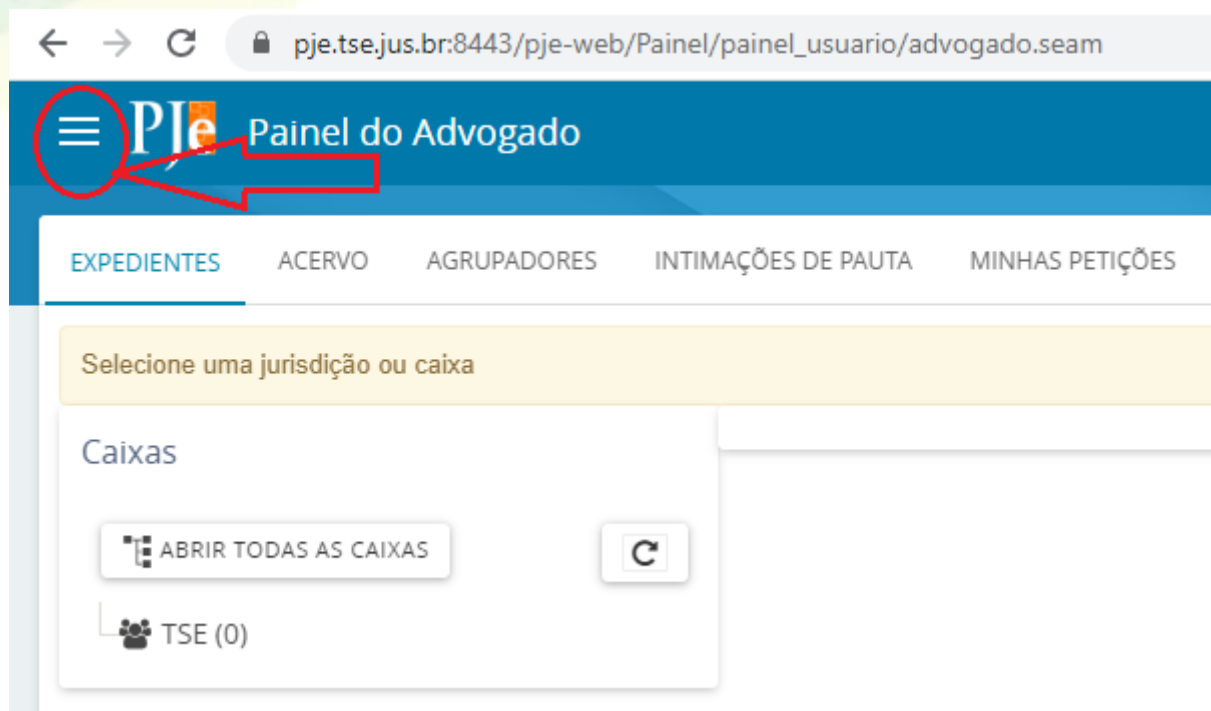 pje.tse.jus.br:8443/pje-web/Painel/painel_usuario/advogado.seam
PJe Painel do Advogado
EXPEDIENTES ACERVO AGRUPADORES INTIMAÇÕES DE PAUTA MINHAS PETIÇÕES
Selecione uma jurisdição ou caixa
Caixas
ABRIR TODAS AS CAIXAS
TSE (0)